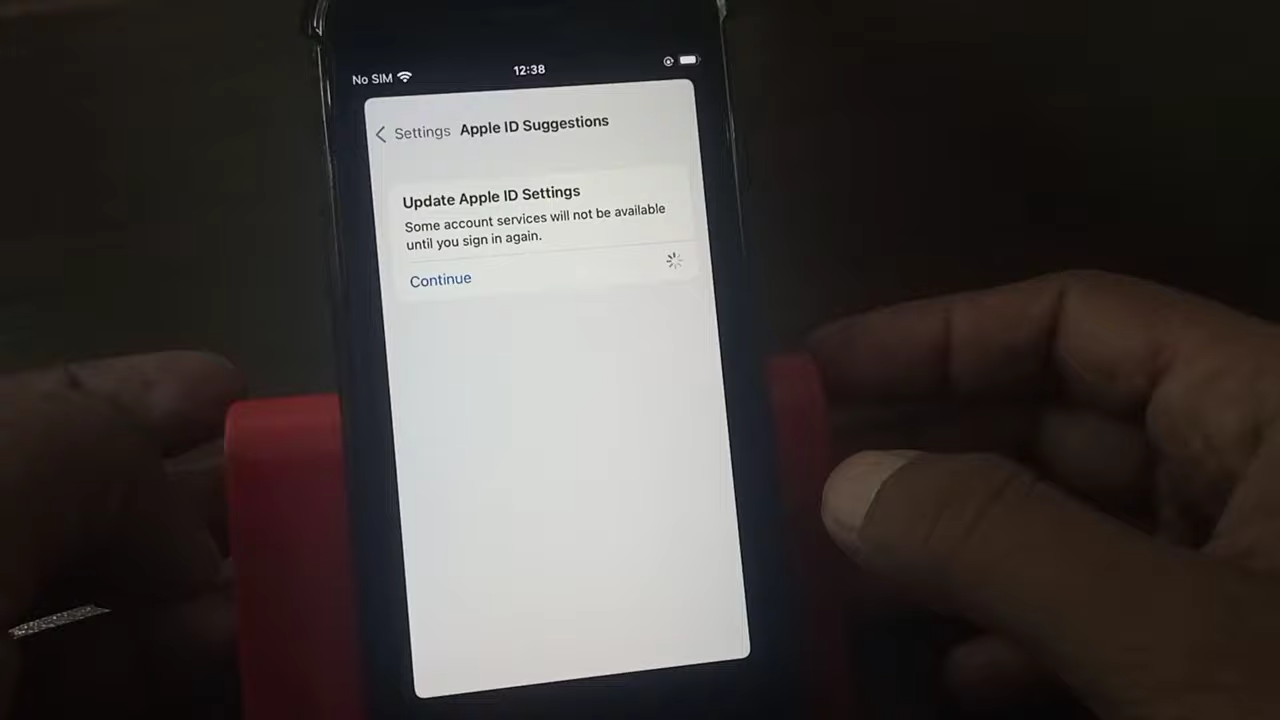 No SIM
12:38
Settings
Apple ID Suggestions
Update Apple ID Settings
Some account services will not be available
until you sign in again.
Continue